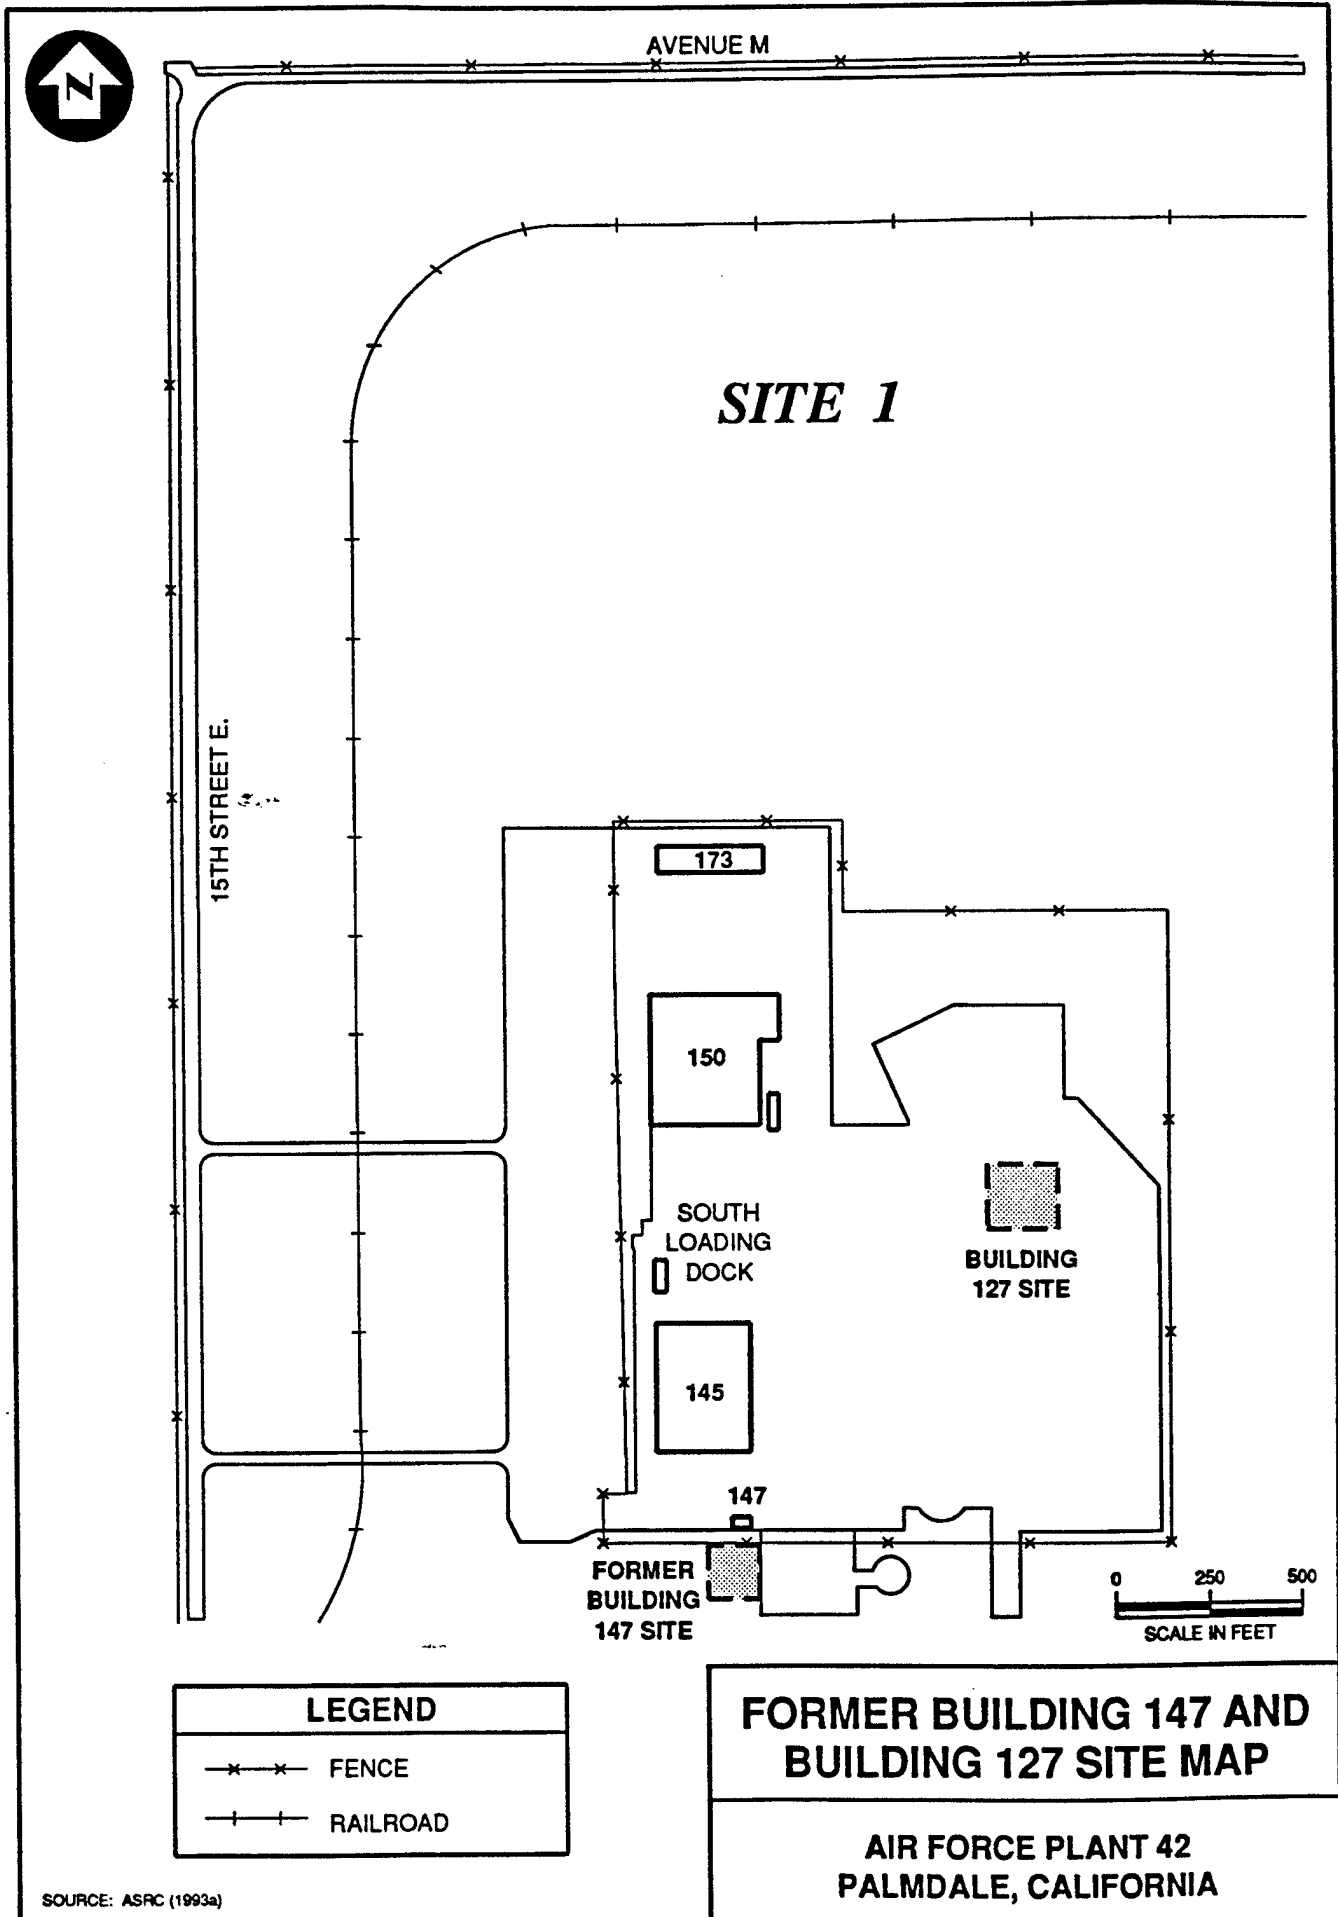 AVENUE M
N
SITE 1
15TH STREET E.
173
150
SOUTH
LOADING
DOCK
BUILDING
127 SITE
145
147
FORMER
BUILDING
147 SITE
0 250 500
SCALE IN FEET
LEGEND
FENCE
RAILROAD
FORMER BUILDING 147 AND
BUILDING 127 SITE MAP
AIR FORCE PLANT 42
PALMDALE, CALIFORNIA
SOURCE: ASRC (1993a)